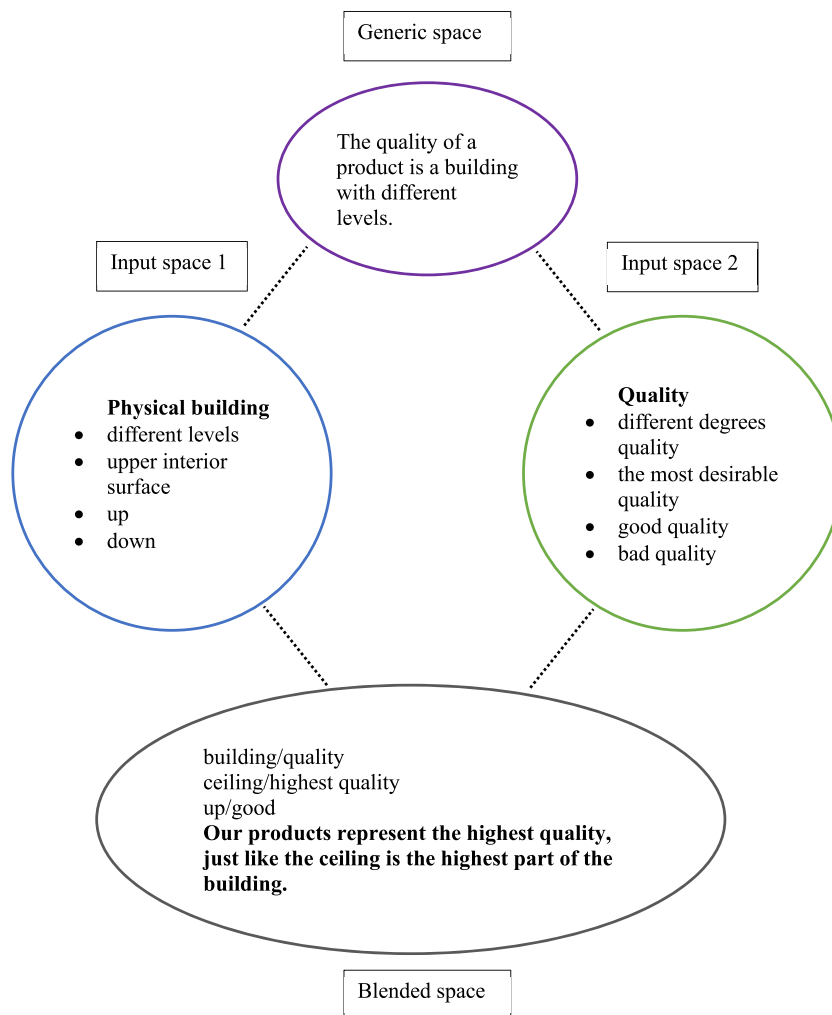 Generic space
The quality of a
product is a building
with different
levels.
Input space 1
Input space 2
Physical building
• different levels
• upper interior
surface
• up
• down
Quality
• different degrees
quality
• the most desirable
quality
• good quality
• bad quality
building/quality
ceiling/highest quality
up/good
Our products represent the highest quality,
just like the ceiling is the highest part of the
building.
Blended space